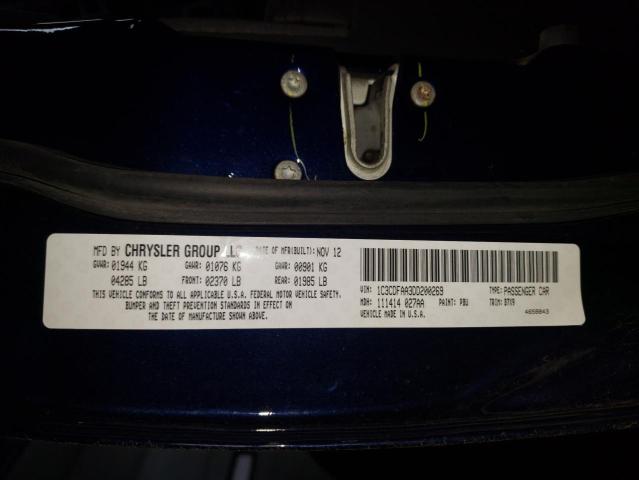 MFD BY CHRYSLER GROUP LLC DATE OF MFR(BUILT): NOV 12
GVWR: 01944 KG GAWR: 01076 KG GAWR: 00901 KG
04285 LB FRONT: 02370 LB REAR: 01985 LB
THIS VEHICLE CONFORMS TO ALL APPLICABLE U.S.A. FEDERAL MOTOR VEHICLE SAFETY,
BUMPER AND THEFT PREVENTION STANDARDS IN EFFECT ON
THE DATE OF MANUFACTURE SHOWN ABOVE.
VIN: 1C3CDFAA3DD200269 TYPE: PASSENGER CAR
MDH: 111414 027AA PAINT: PBU TRIM: DTX9
VEHICLE MADE IN U.S.A. 4658843